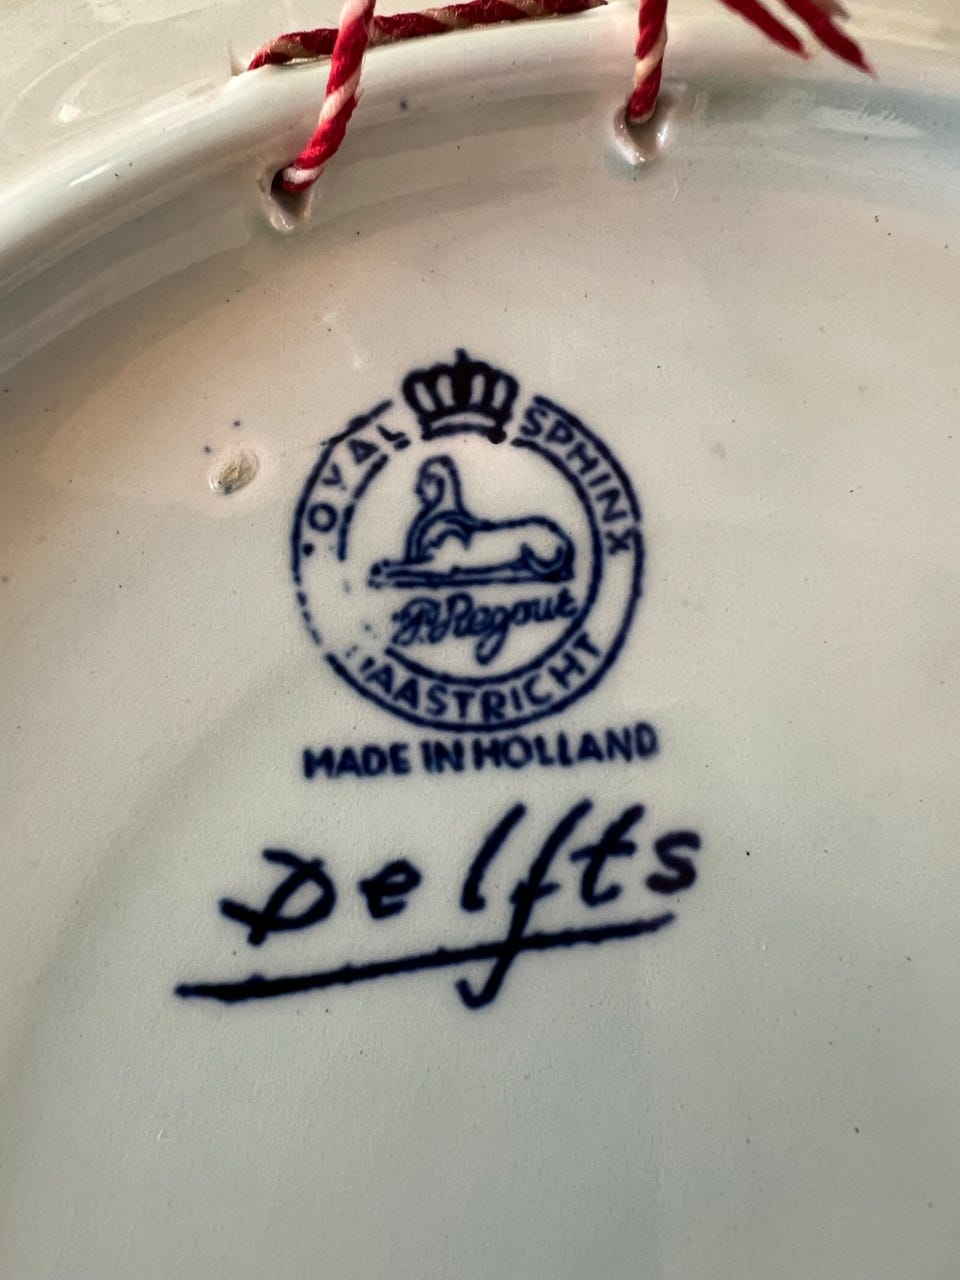 ROYAL SPHINX
P. Regout
MAASTRICHT
MADE IN HOLLAND
Delfts